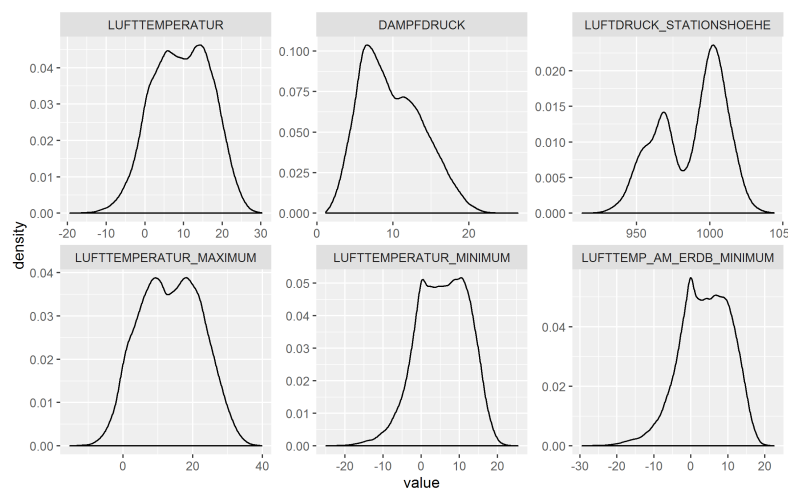 LUFTTEMPERATUR
DAMPFDRUCK
LUFTDRUCK_STATIONSHOEHE
0.04
0.03
0.02
0.01
0.00
-20 -10 0 10 20 30
0.100
0.075
0.050
0.025
0.000
0 10 20
0.020
0.015
0.010
0.005
0.000
950 1000 105
density
LUFTTEMPERATUR_MAXIMUM
LUFTTEMPERATUR_MINIMUM
LUFTTEMP_AM_ERDB_MINIMUM
0.04
0.03
0.02
0.01
0.00
0 20 40
0.05
0.04
0.03
0.02
0.01
0.00
-20 -10 0 10 20
0.04
0.02
0.00
-30 -20 -10 0 10 20
value